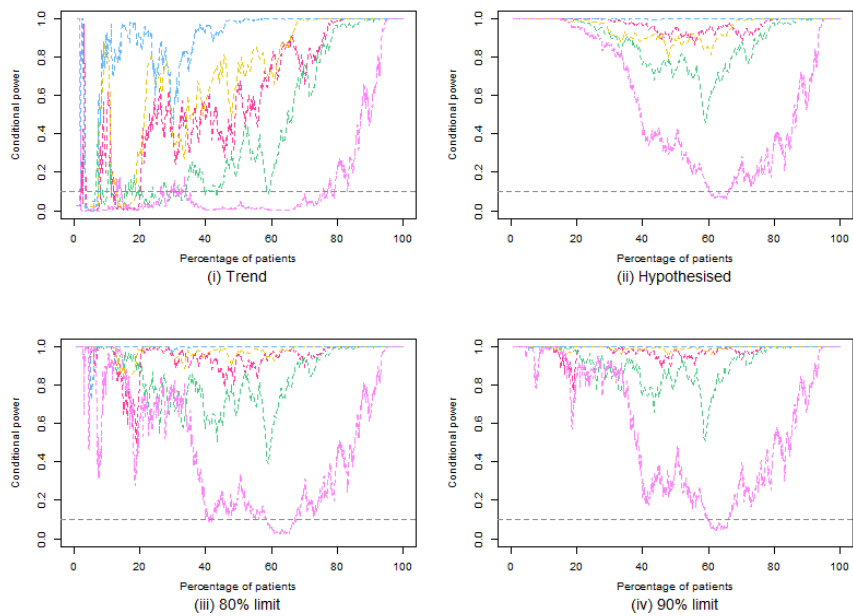 Conditional power
0.0 0.2 0.4 0.6 0.8 1.0
0 20 40 60 80 100
Percentage of patients
(i) Trend
Conditional power
0.0 0.2 0.4 0.6 0.8 1.0
0 20 40 60 80 100
Percentage of patients
(ii) Hypothesised
Conditional power
0.0 0.2 0.4 0.6 0.8 1.0
0 20 40 60 80 100
Percentage of patients
(iii) 80% limit
Conditional power
0.0 0.2 0.4 0.6 0.8 1.0
0 20 40 60 80 100
Percentage of patients
(iv) 90% limit